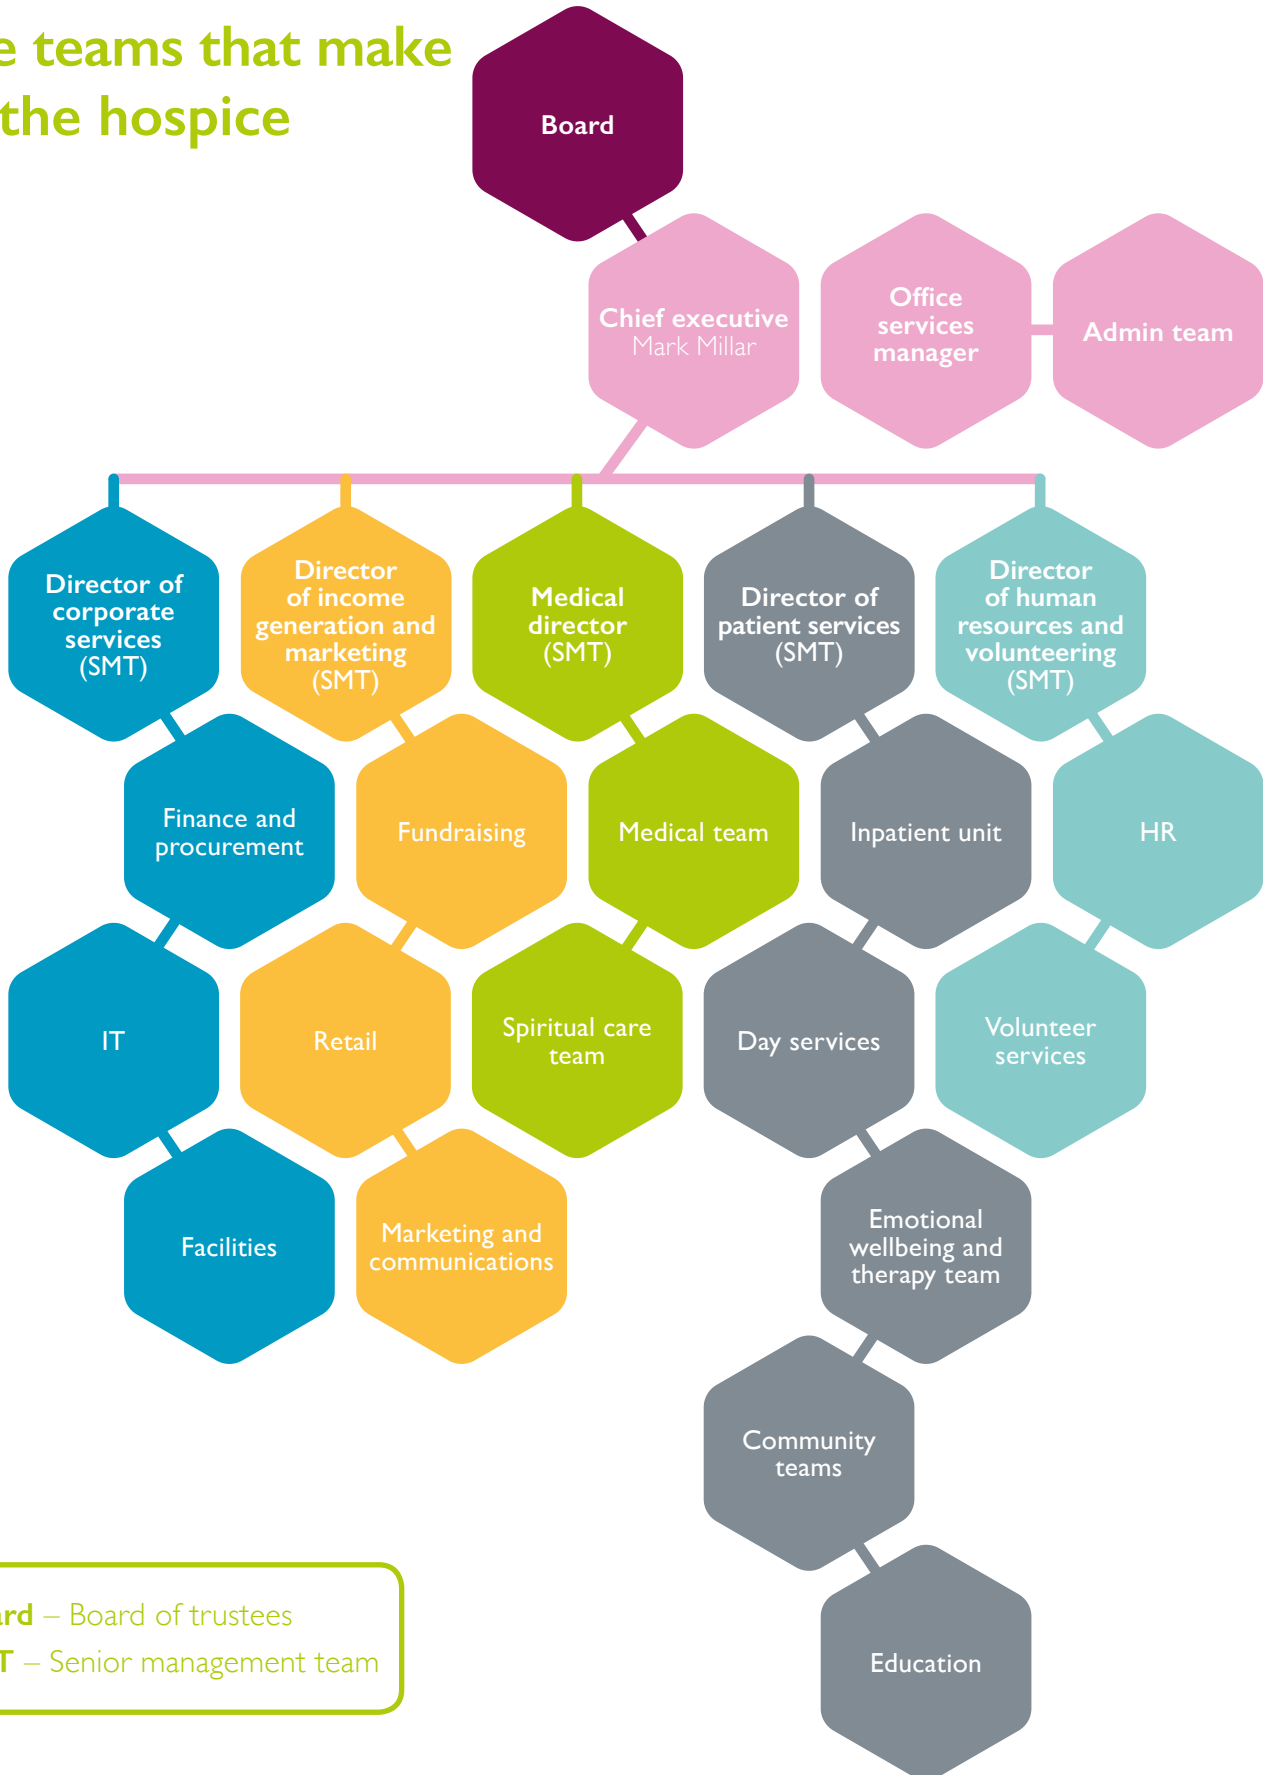 e teams that make
the hospice
Board
Chief executive
Mark Millar
Office
services
manager
Admin team
Director of
corporate
services
(SMT)
Director
of income
generation and
marketing
(SMT)
Medical
director
(SMT)
Director of
patient services
(SMT)
Director
of human
resources and
volunteering
(SMT)
Finance and
procurement
Fundraising
Medical team
Inpatient unit
HR
IT
Retail
Spiritual care
team
Day services
Volunteer
services
Facilities
Marketing and
communications
Emotional
wellbeing and
therapy team
Community
teams
Education
ard – Board of trustees
T – Senior management team